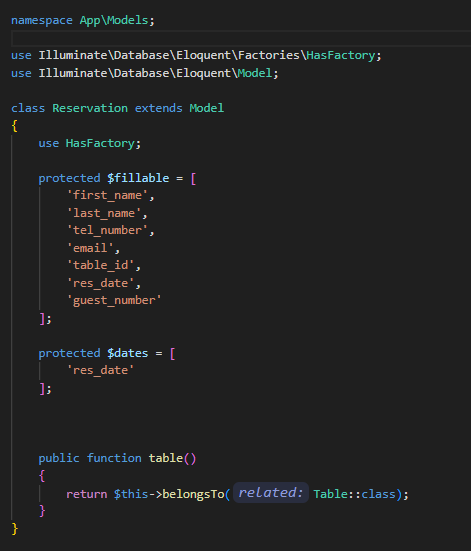 namespace App\Models;
use Illuminate\Database\Eloquent\Factories\HasFactory;
use Illuminate\Database\Eloquent\Model;
class Reservation extends Model
{
use HasFactory;
protected $fillable = [
'first_name',
'last_name',
'tel_number',
'email',
'table_id',
'res_date',
'guest_number'
];
protected $dates = [
'res_date'
];
public function table()
{
return $this->belongsTo(related: Table::class);
}
}